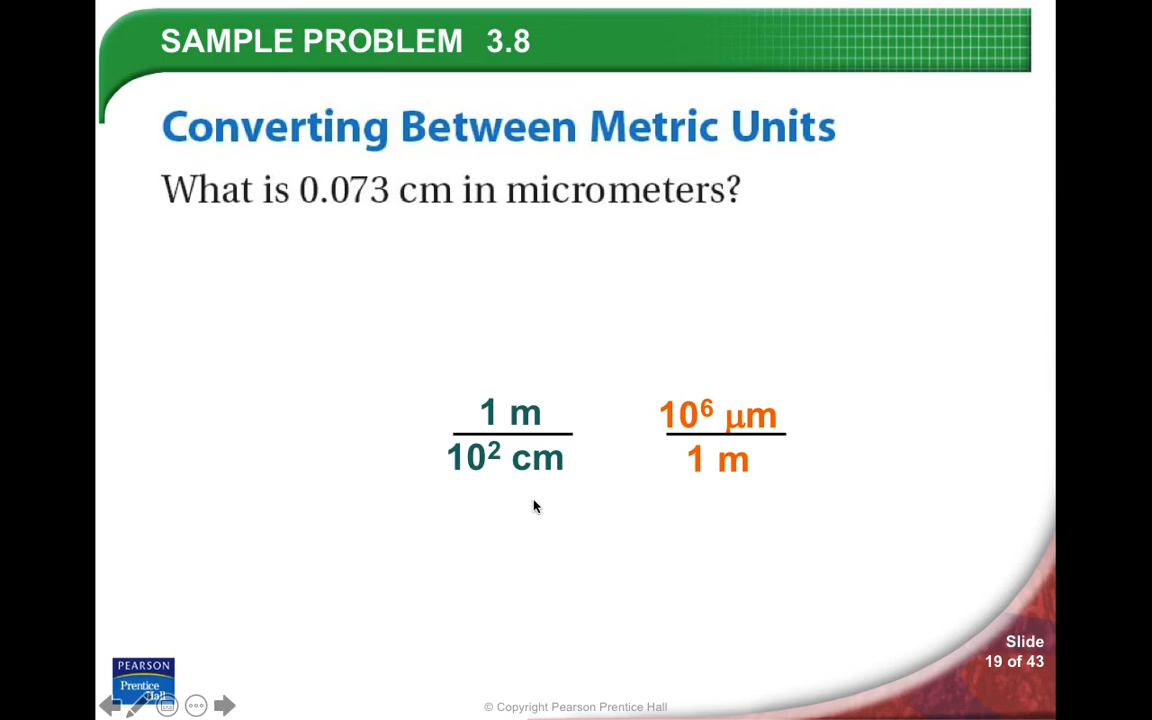 SAMPLE PROBLEM 3.8
Converting Between Metric Units
What is 0.073 cm in micrometers?
1 m
10² cm
10⁶ μm
1 m
Slide
19 of 43
PEARSON
Prentice
Hall
© Copyright Pearson Prentice Hall